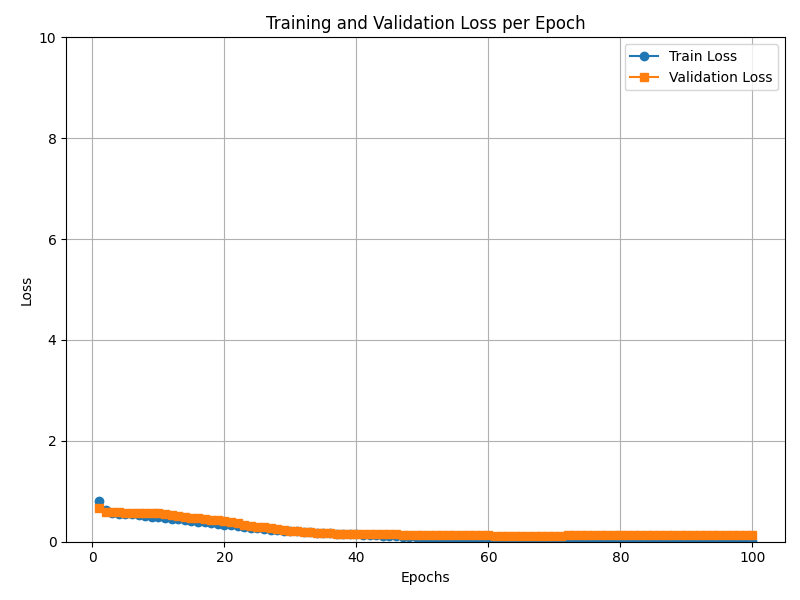 Training and Validation Loss per Epoch
Train Loss
Validation Loss
10
8
6
4
2
0
Loss
0 20 40 60 80 100
Epochs